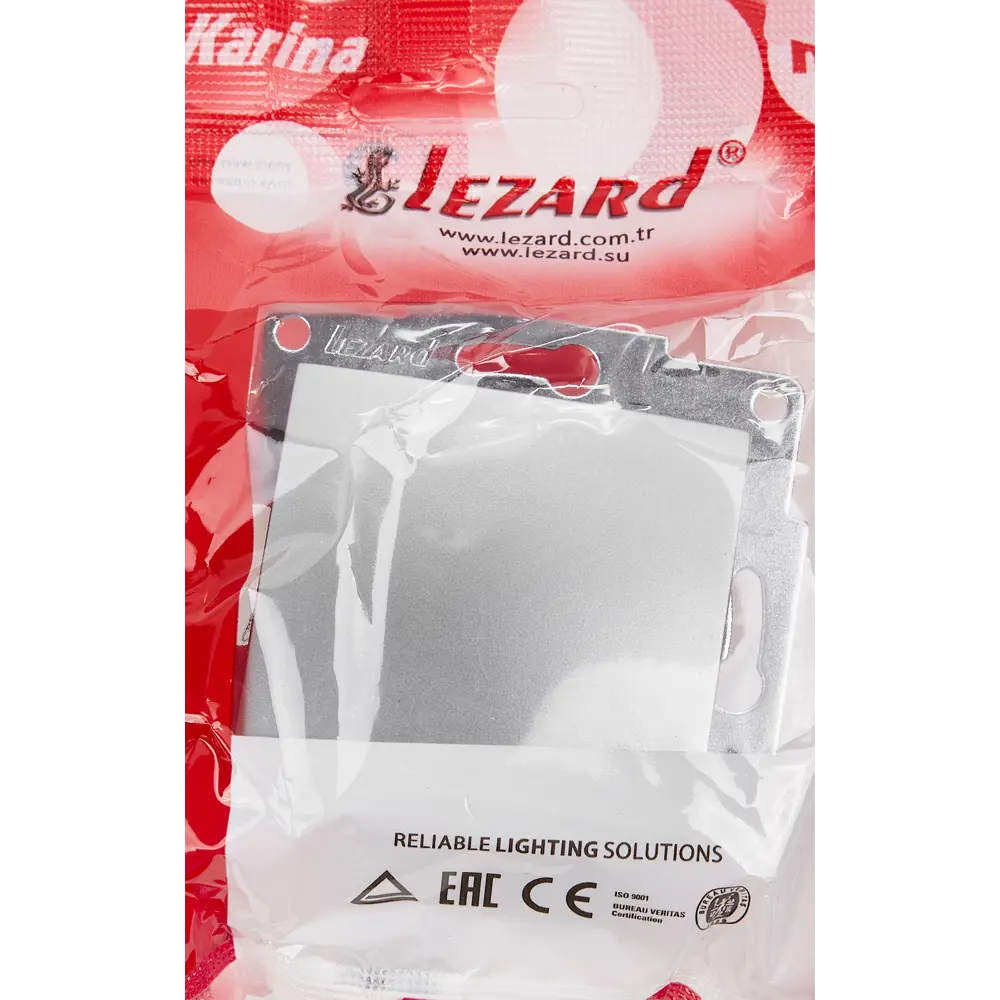 Karina
LEZARD®
www.lezard.com.tr
www.lezard.su
LEZARD
RELIABLE LIGHTING SOLUTIONS
EAC CE
ISO 9001
BUREAU VERITAS
Certification